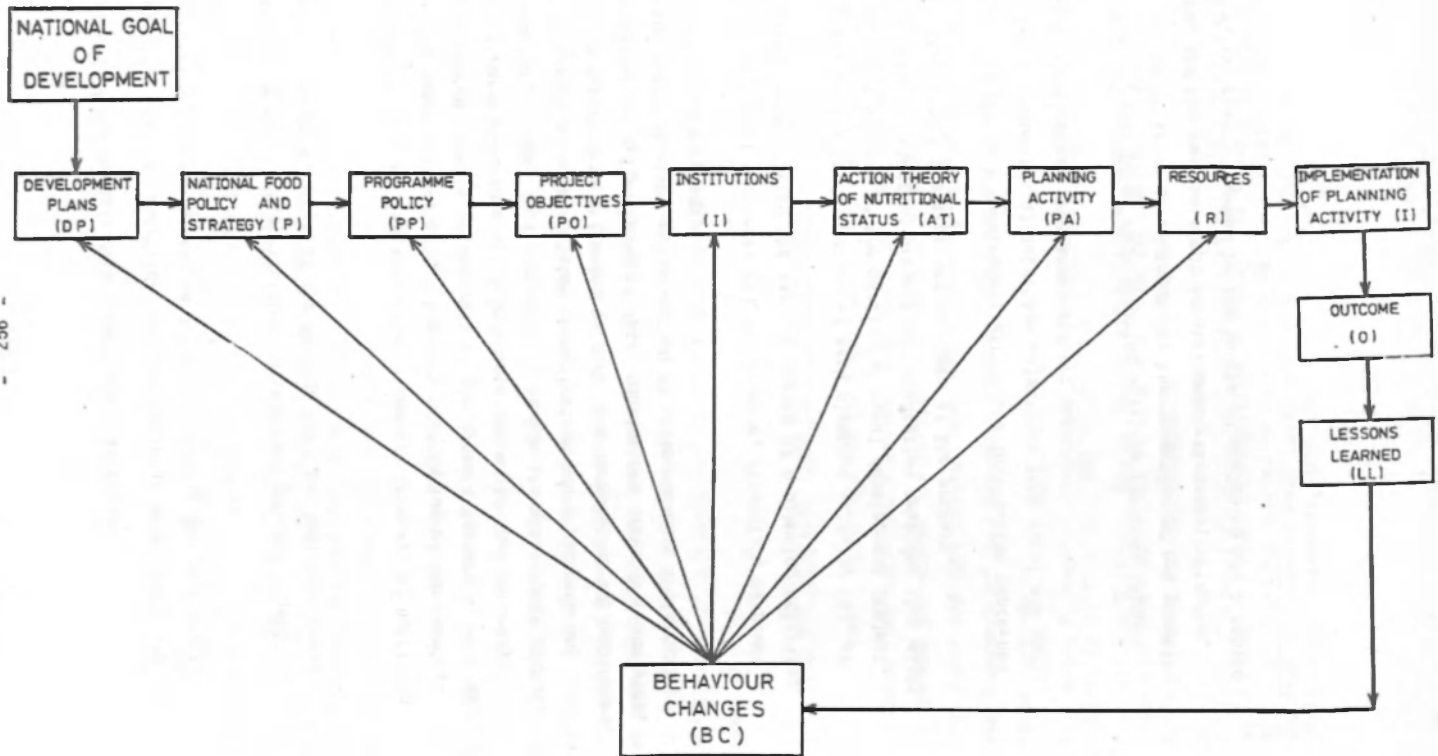 NATIONAL GOAL
OF
DEVELOPMENT
DEVELOPMENT
PLANS
(DP)
NATIONAL FOOD
POLICY AND
STRATEGY (P)
PROGRAMME
POLICY
(PP)
PROJECT
OBJECTIVES
(PO)
INSTITUTIONS
(I)
ACTION THEORY
OF NUTRITIONAL
STATUS (AT)
PLANNING
ACTIVITY
(PA)
RESOURCES
(R)
IMPLEMENTATION
OF PLANNING
ACTIVITY (I)
OUTCOME
(O)
LESSONS
LEARNED
(LL)
BEHAVIOUR
CHANGES
(BC)
- 256 -